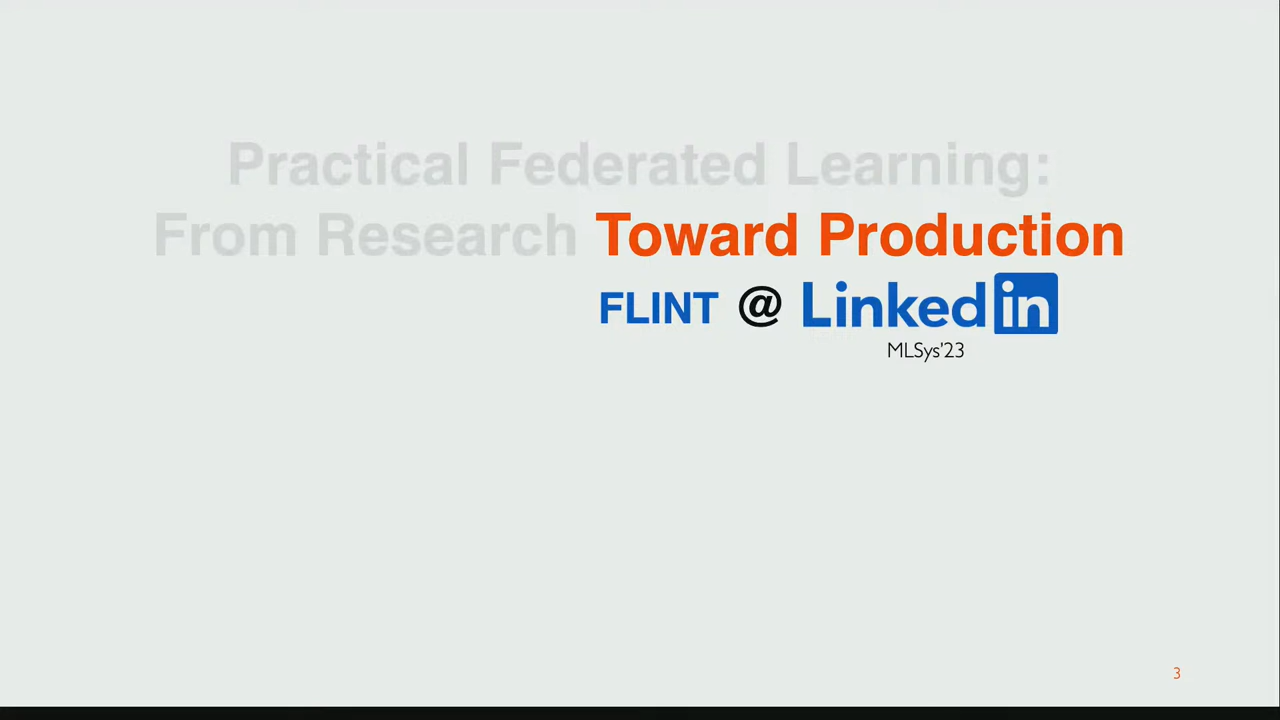 Practical Federated Learning:
From Research Toward Production
FLINT @ LinkedIn
MLSys'23
3